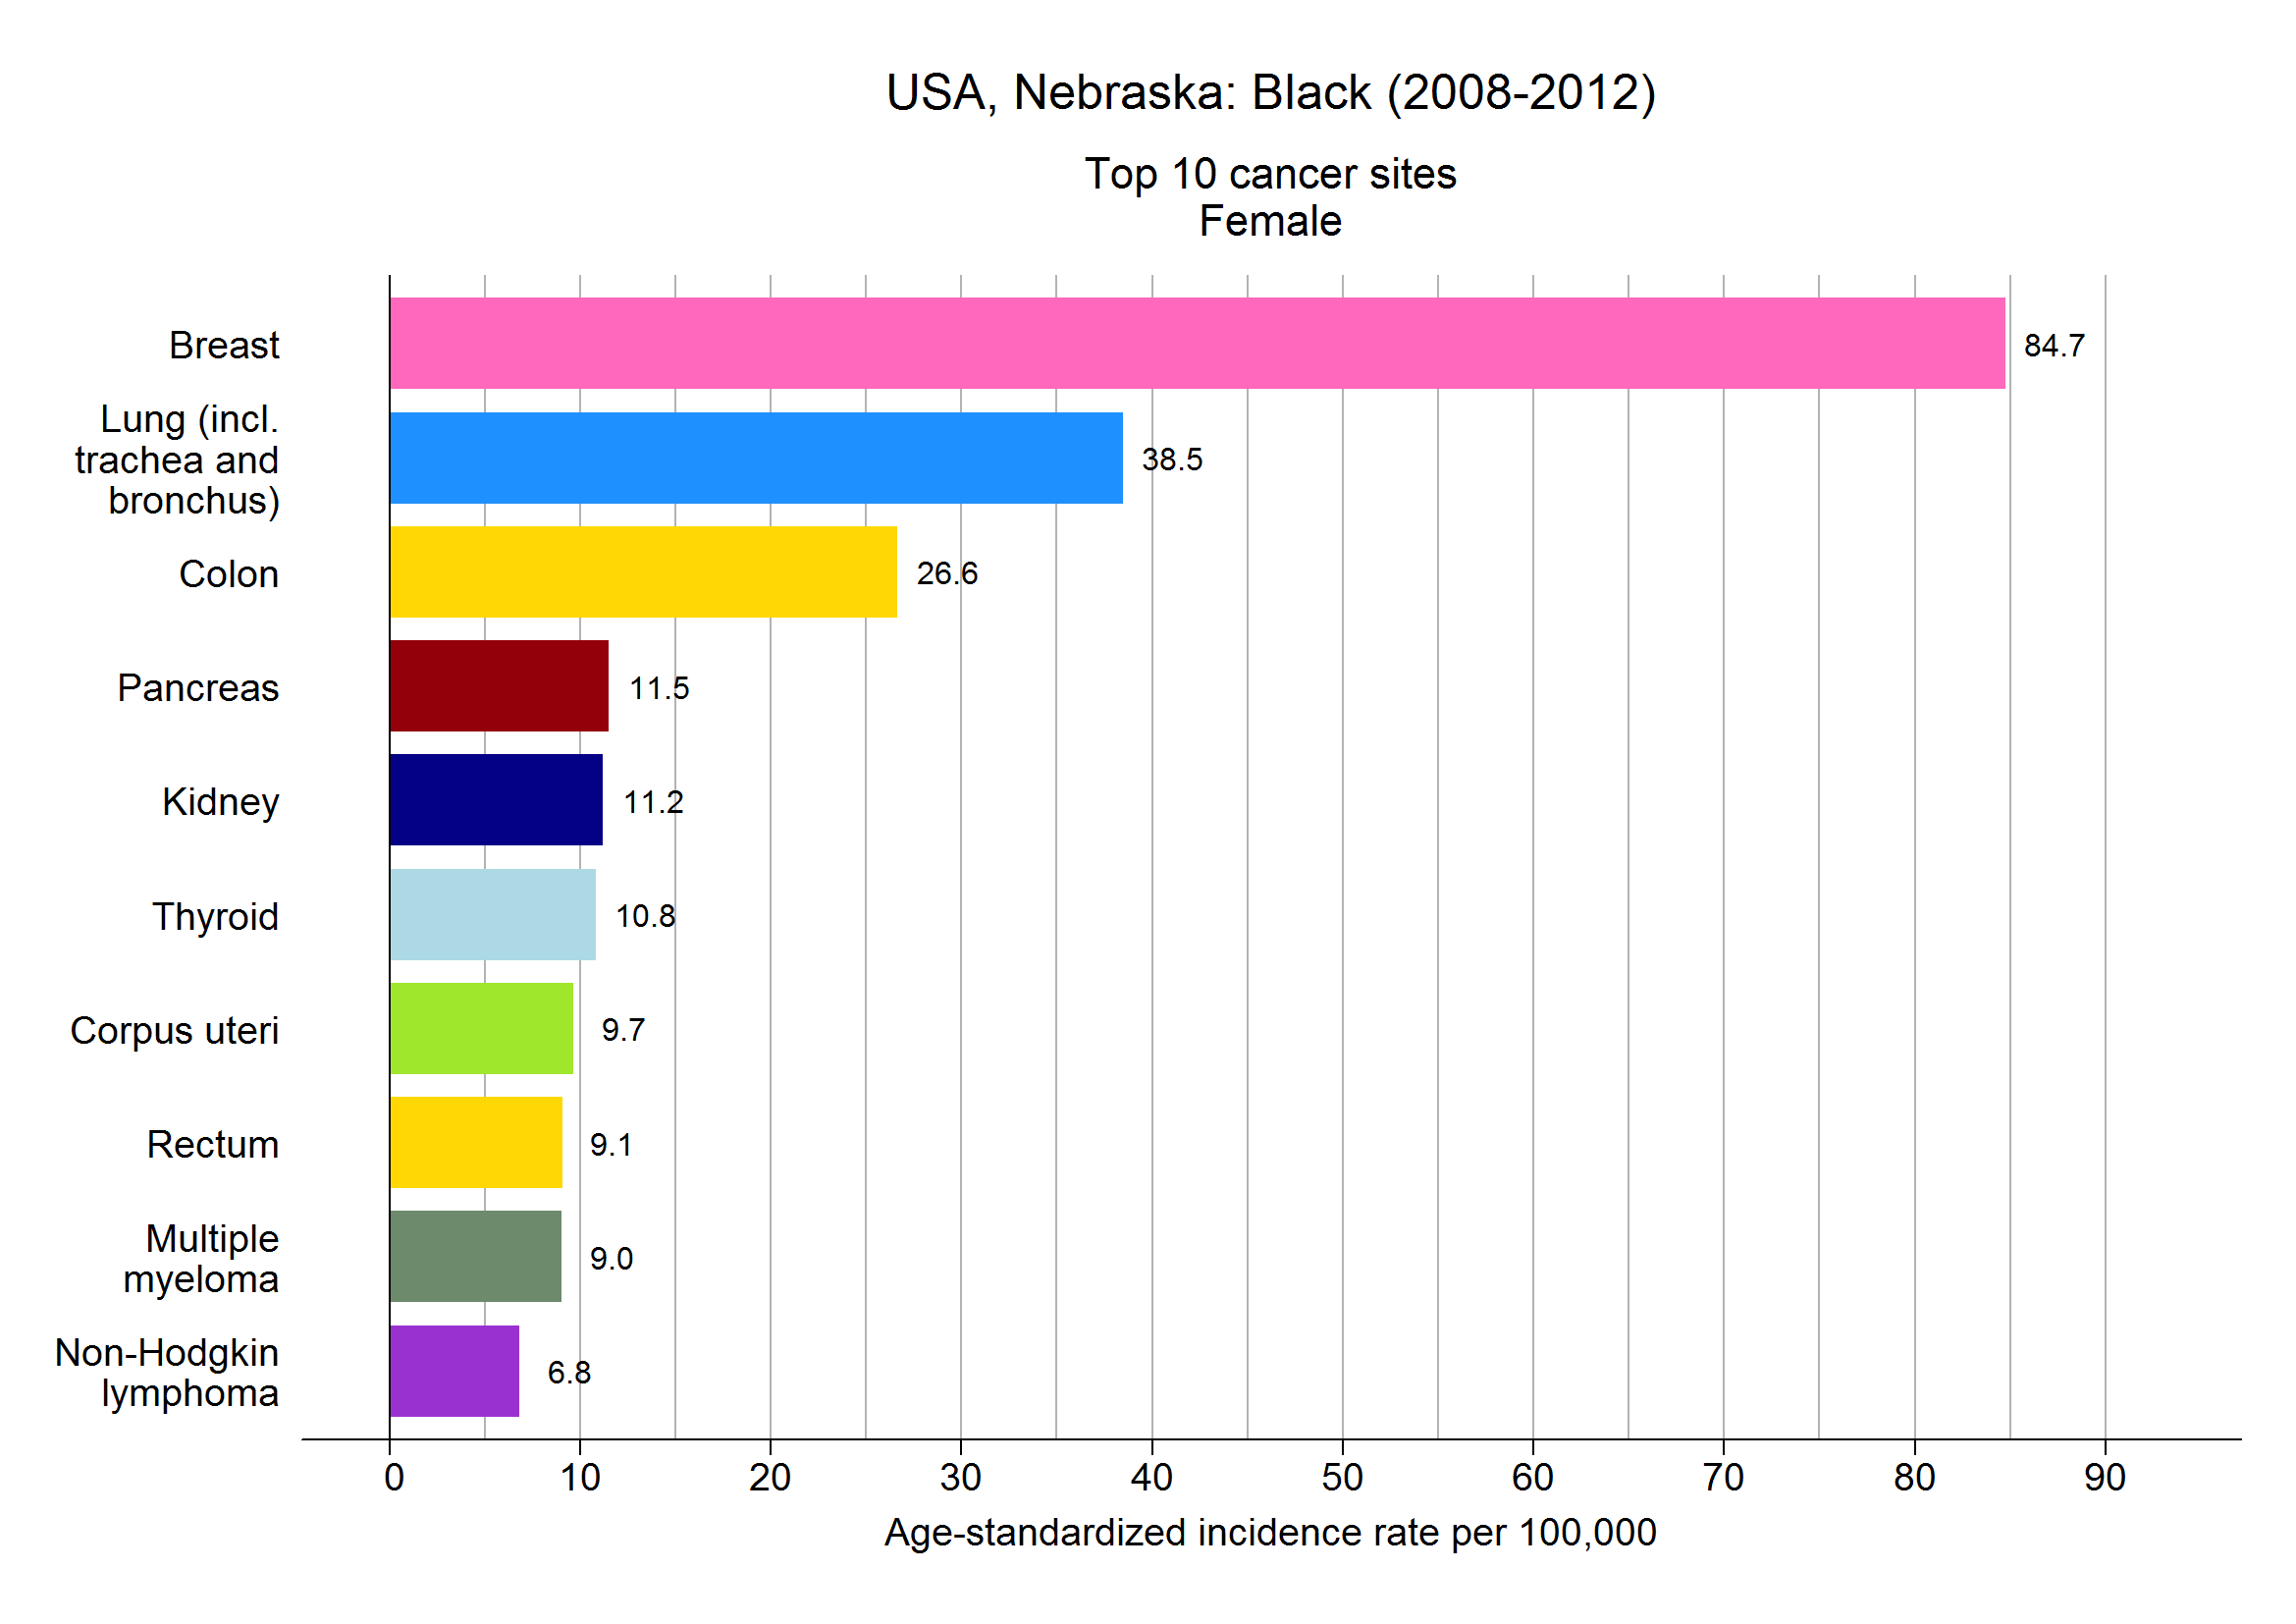 USA, Nebraska: Black (2008-2012)
Top 10 cancer sites
Female
Breast
84.7
Lung (incl.
trachea and
bronchus)
38.5
Colon
26.6
Pancreas
11.5
Kidney
11.2
Thyroid
10.8
Corpus uteri
9.7
Rectum
9.1
Multiple
myeloma
9.0
Non-Hodgkin
lymphoma
6.8
0 10 20 30 40 50 60 70 80 90
Age-standardized incidence rate per 100,000